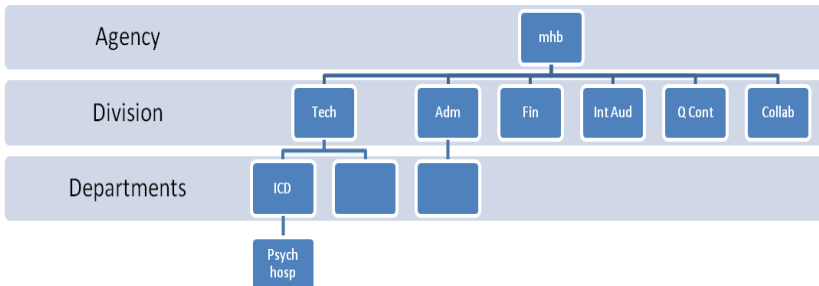 Agency
mhb
Division
Tech
Adm
Fin
Int Aud
Q Cont
Collab
Departments
ICD
Psych
hosp